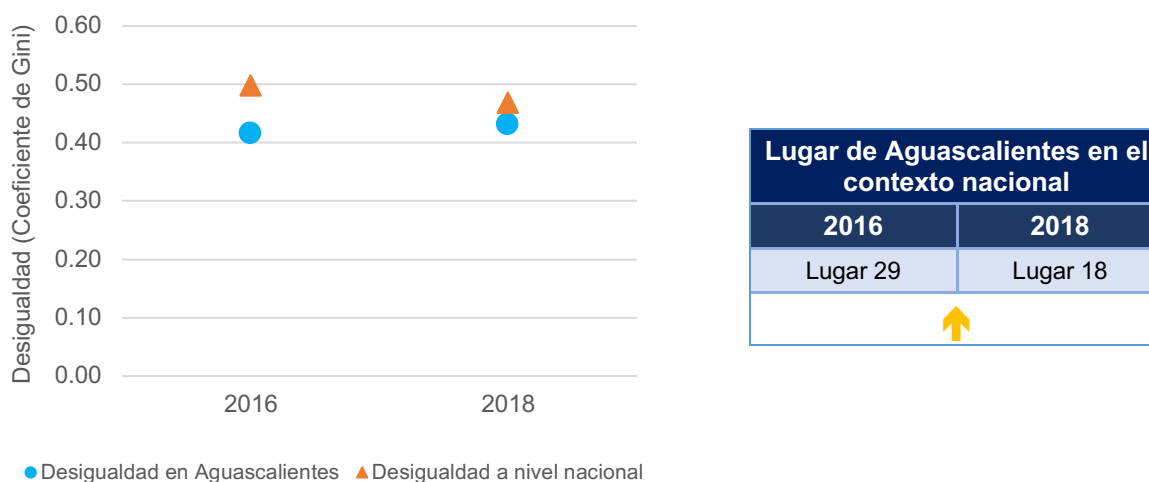 Desigualdad (Coeficiente de Gini)
0.60
0.50
0.40
0.30
0.20
0.10
0.00
2016
2018
Desigualdad en Aguascalientes
Desigualdad a nivel nacional
Lugar de Aguascalientes en el
contexto nacional
2016
2018
Lugar 29
Lugar 18